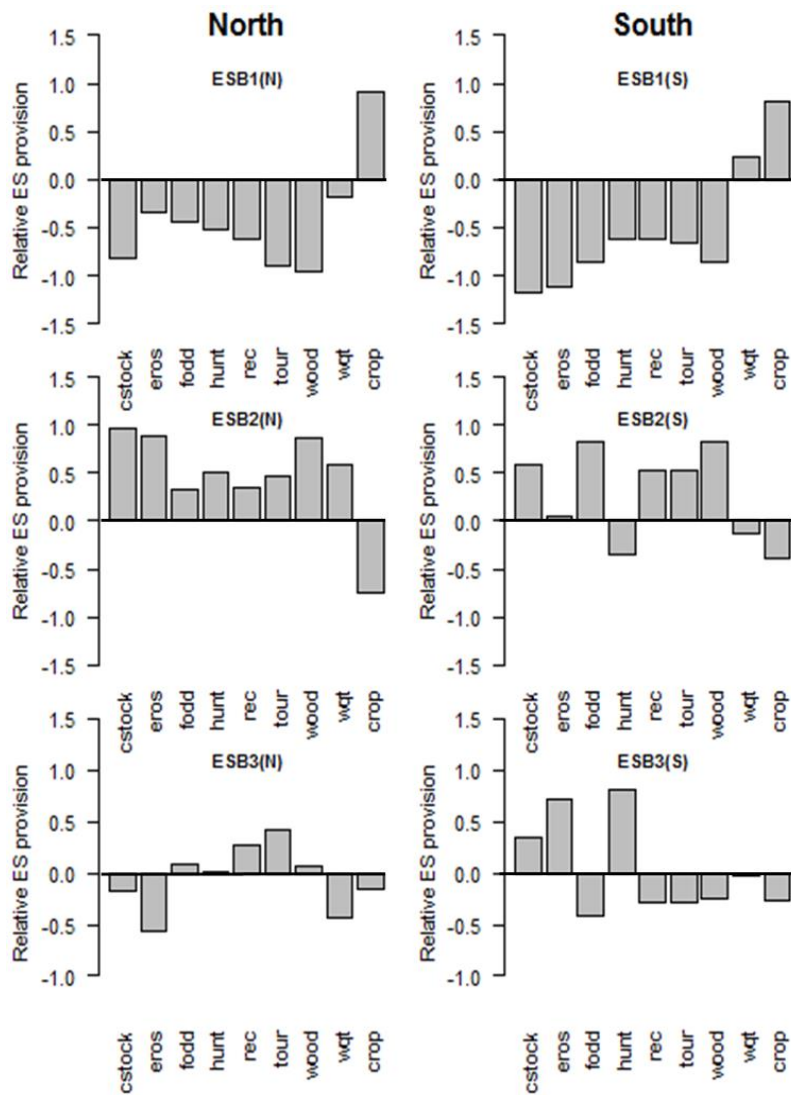 North
South
1.5
1.0
0.5
0.0
-0.5
-1.0
-1.5
Relative ES provision
ESB1(N)
cstock
eros
fodd
hunt
rec
tour
wood
wqt
crop
1.5
1.0
0.5
0.0
-0.5
-1.0
-1.5
Relative ES provision
ESB1(S)
cstock
eros
fodd
hunt
rec
tour
wood
wqt
crop
1.5
1.0
0.5
0.0
-0.5
-1.0
-1.5
Relative ES provision
ESB2(N)
cstock
eros
fodd
hunt
rec
tour
wood
wqt
crop
1.5
1.0
0.5
0.0
-0.5
-1.0
-1.5
Relative ES provision
ESB2(S)
cstock
eros
fodd
hunt
rec
tour
wood
wqt
crop
1.5
1.0
0.5
0.0
-0.5
-1.0
Relative ES provision
ESB3(N)
cstock
eros
fodd
hunt
rec
tour
wood
wqt
crop
1.5
1.0
0.5
0.0
-0.5
-1.0
Relative ES provision
ESB3(S)
cstock
eros
fodd
hunt
rec
tour
wood
wqt
crop